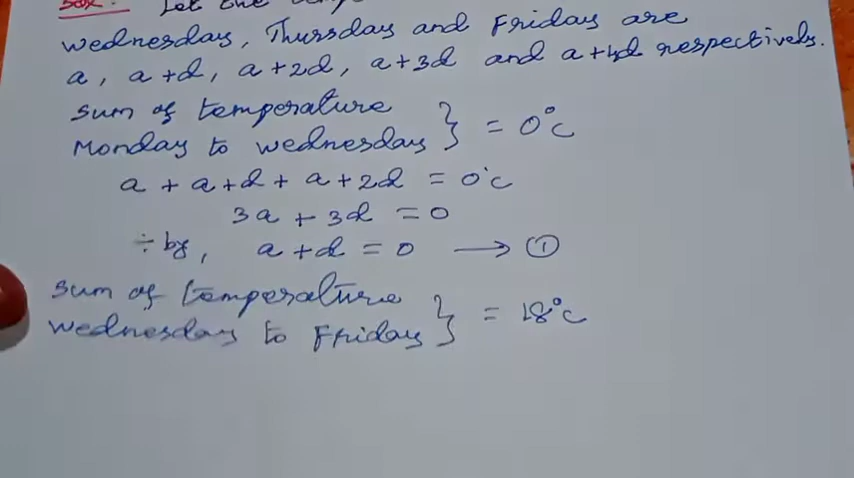 Sol: Let the
wednesday, Thursday and Friday are
a, a+d, a+2d, a+3d and a+4d respectively.
Sum of temperature
Monday to wednesday } = 0°c
a + a+d + a+2d = 0°c
3a + 3d = 0
÷ by, a+d = 0 → ①
Sum of temperature
wednesday to Friday } = 18°c